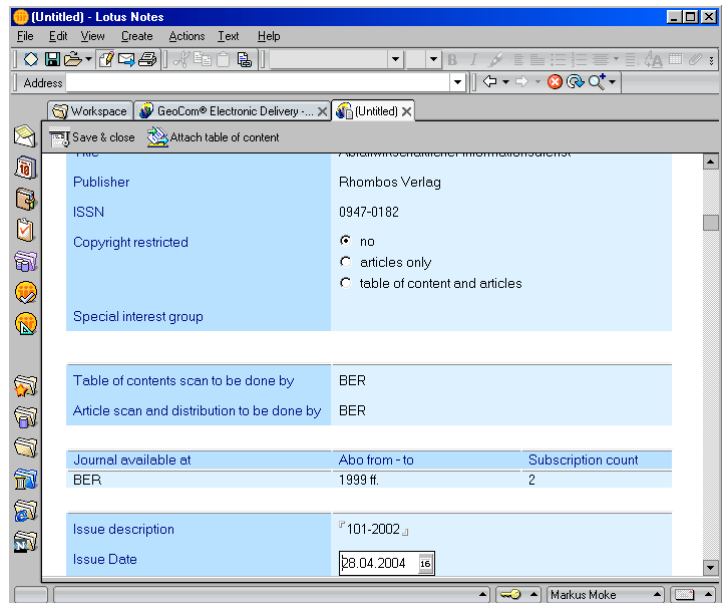 (Untitled) - Lotus Notes
File Edit View Create Actions Text Help
Address
Workspace GeoCom® Electronic Delivery -... (Untitled)
Save & close Attach table of content
Title Abfallwirtschaftlicher Informationsdienst
Publisher Rhombos Verlag
ISSN 0947-0182
Copyright restricted no
articles only
table of content and articles
Special interest group
Table of contents scan to be done by BER
Article scan and distribution to be done by BER
Journal available at Abo from - to Subscription count
BER 1999 ff. 2
Issue description 101-2002
Issue Date 28.04.2004 16
Markus Moke